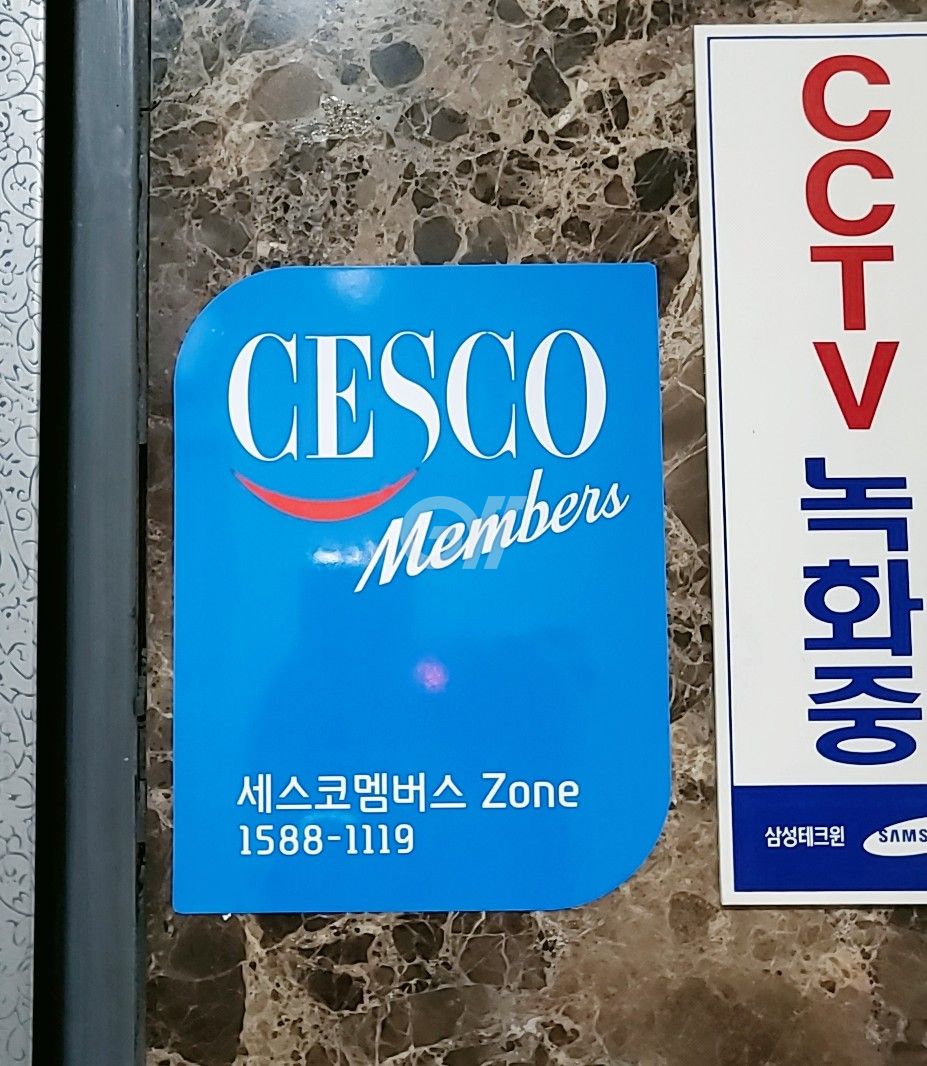 CESCO
Members
세스코멤버스 Zone
1588-1119
CCTV 녹화중
삼성테크윈